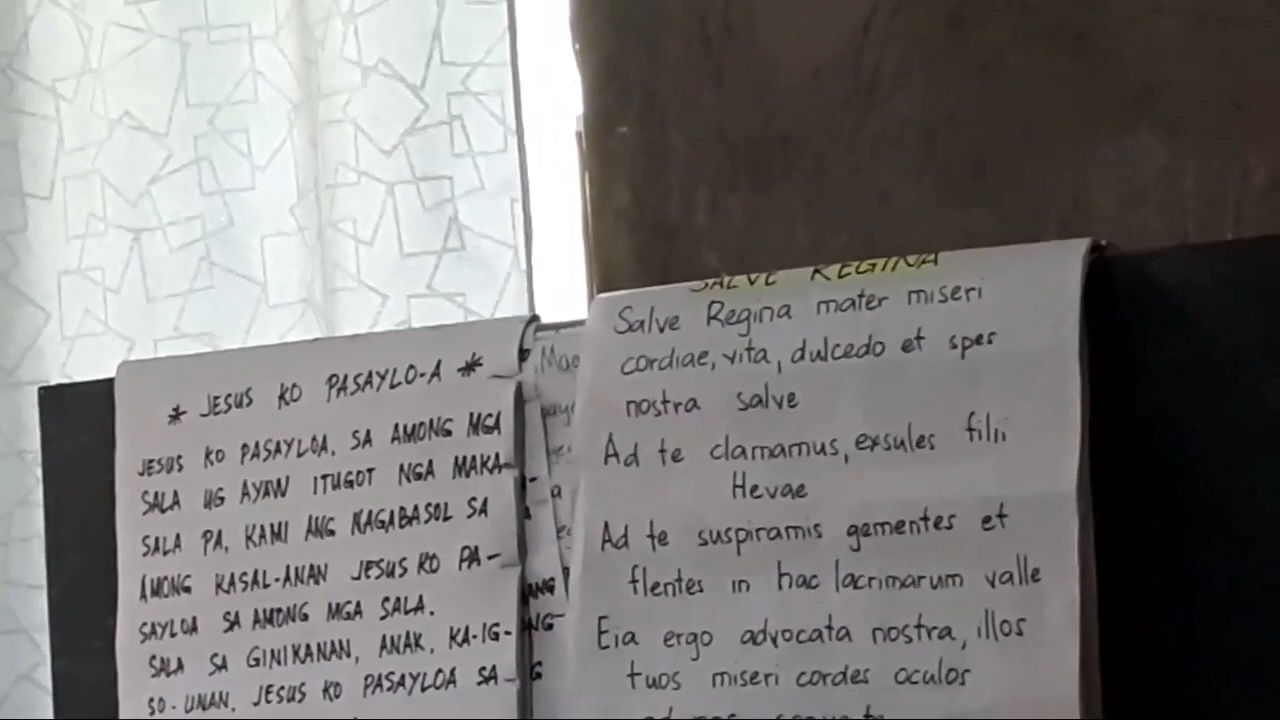 * JESUS KO PASAYLO-A *
JESUS KO PASAYLOA, SA AMONG MGA
SALA UG AYAW ITUGOT NGA MAKA-
SALA PA, KAMI ANG NAGABASOL SA
AMONG KASAL-ANAN JESUS KO PA-
SAYLOA SA AMONG MGA SALA.
SALA SA GINIKANAN, ANAK, KA-IG-
SO-UNAN, JESUS KO PASAYLOA SA
SALVE REGINA
Salve Regina mater miseri
cordiae, vita, dulcedo et spes
nostra salve
Ad te clamamus, exsules filii
Hevae
Ad te suspiramis gementes et
flentes in hac lacrimarum valle
Eia ergo advocata nostra, illos
tuos miseri cordes oculos